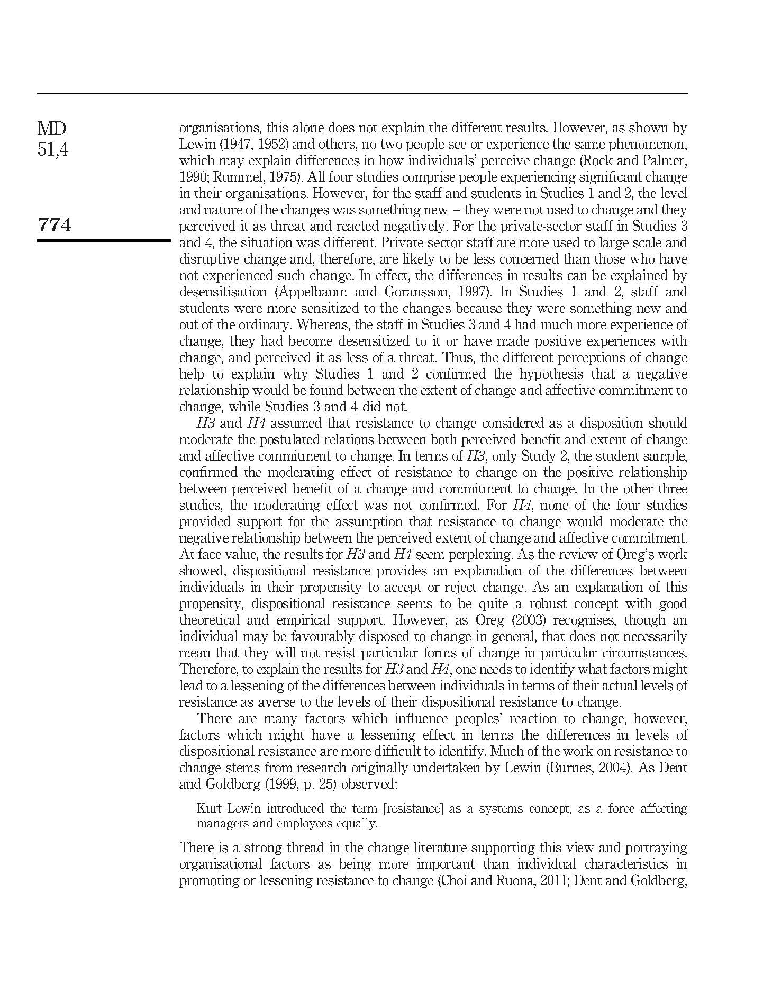 MD
51,4
774
organisations, this alone does not explain the different results. However, as shown by
Lewin (1947, 1952) and others, no two people see or experience the same phenomenon,
which may explain differences in how individuals’ perceive change (Rock and Palmer,
1990; Rummel, 1975). All four studies comprise people experiencing significant change
in their organisations. However, for the staff and students in Studies 1 and 2, the level
and nature of the changes was something new – they were not used to change and they
perceived it as threat and reacted negatively. For the private-sector staff in Studies 3
and 4, the situation was different. Private-sector staff are more used to large-scale and
disruptive change and, therefore, are likely to be less concerned than those who have
not experienced such change. In effect, the differences in results can be explained by
desensitisation (Appelbaum and Goransson, 1997). In Studies 1 and 2, staff and
students were more sensitized to the changes because they were something new and
out of the ordinary. Whereas, the staff in Studies 3 and 4 had much more experience of
change, they had become desensitized to it or have made positive experiences with
change, and perceived it as less of a threat. Thus, the different perceptions of change
help to explain why Studies 1 and 2 confirmed the hypothesis that a negative
relationship would be found between the extent of change and affective commitment to
change, while Studies 3 and 4 did not.
H3 and H4 assumed that resistance to change considered as a disposition should
moderate the postulated relations between both perceived benefit and extent of change
and affective commitment to change. In terms of H3, only Study 2, the student sample,
confirmed the moderating effect of resistance to change on the positive relationship
between perceived benefit of a change and commitment to change. In the other three
studies, the moderating effect was not confirmed. For H4, none of the four studies
provided support for the assumption that resistance to change would moderate the
negative relationship between the perceived extent of change and affective commitment.
At face value, the results for H3 and H4 seem perplexing. As the review of Oreg’s work
showed, dispositional resistance provides an explanation of the differences between
individuals in their propensity to accept or reject change. As an explanation of this
propensity, dispositional resistance seems to be quite a robust concept with good
theoretical and empirical support. However, as Oreg (2003) recognises, though an
individual may be favourably disposed to change in general, that does not necessarily
mean that they will not resist particular forms of change in particular circumstances.
Therefore, to explain the results for H3 and H4, one needs to identify what factors might
lead to a lessening of the differences between individuals in terms of their actual levels of
resistance as averse to the levels of their dispositional resistance to change.
There are many factors which influence peoples’ reaction to change, however,
factors which might have a lessening effect in terms the differences in levels of
dispositional resistance are more difficult to identify. Much of the work on resistance to
change stems from research originally undertaken by Lewin (Burnes, 2004). As Dent
and Goldberg (1999, p. 25) observed:
Kurt Lewin introduced the term [resistance] as a systems concept, as a force affecting
managers and employees equally.
There is a strong thread in the change literature supporting this view and portraying
organisational factors as being more important than individual characteristics in
promoting or lessening resistance to change (Choi and Ruona, 2011; Dent and Goldberg,